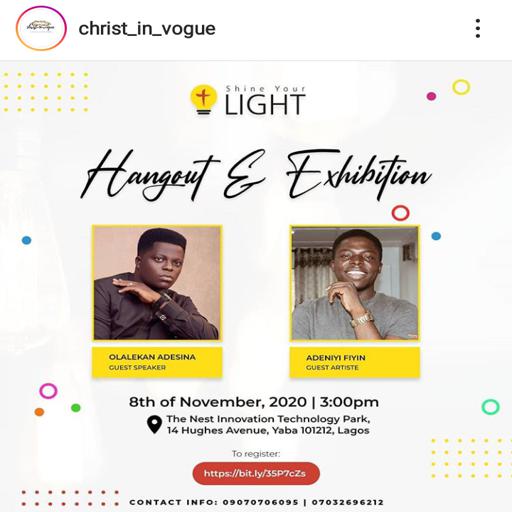 christ_in_vogue
Shine Your
LIGHT
Hangout & Exhibition
OLALEKAN ADESINA
GUEST SPEAKER
ADENIYI FIYIN
GUEST ARTISTE
8th of November, 2020 | 3:00pm
The Nest Innovation Technology Park,
14 Hughes Avenue, Yaba 101212, Lagos
To register:
https://bit.ly/35P7cZs
CONTACT INFO: 09070706095 | 07032696212